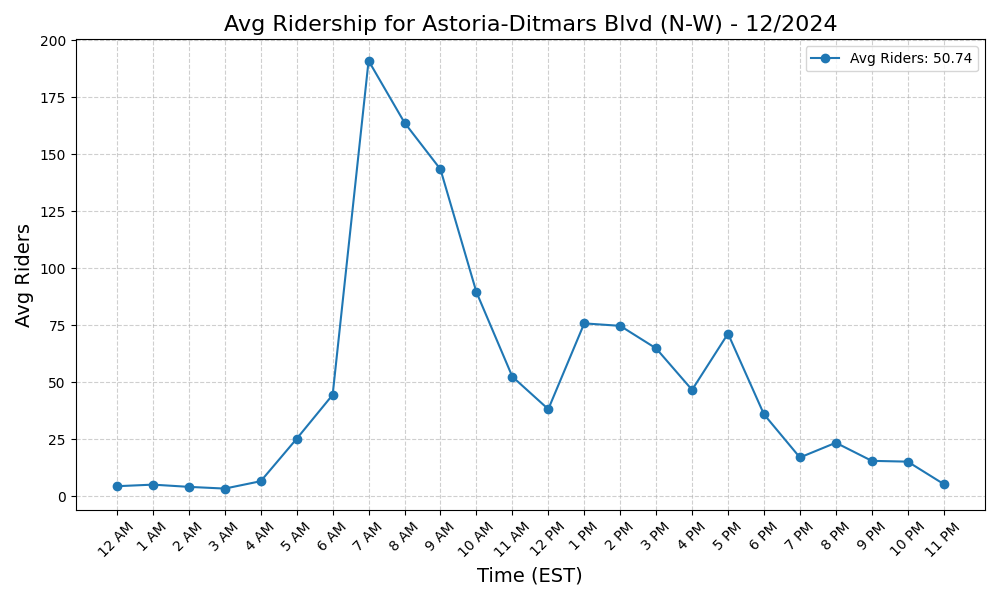 Avg Ridership for Astoria-Ditmars Blvd (N-W) - 12/2024
Avg Riders: 50.74
Avg Riders
200
175
150
125
100
75
50
25
0
12 AM
1 AM
2 AM
3 AM
4 AM
5 AM
6 AM
7 AM
8 AM
9 AM
10 AM
11 AM
12 PM
1 PM
2 PM
3 PM
4 PM
5 PM
6 PM
7 PM
8 PM
9 PM
10 PM
11 PM
Time (EST)